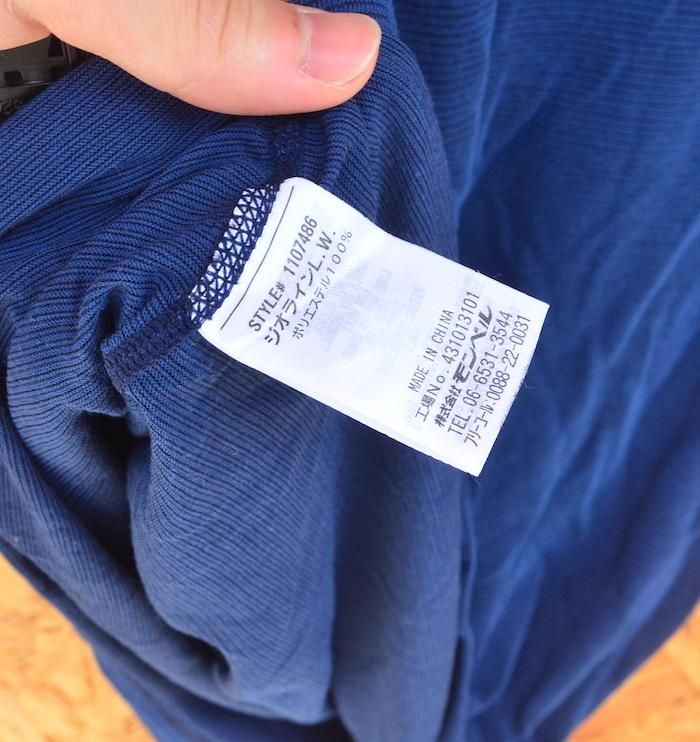 STYLE# 1107486
ジオラインL.W.
ポリエステル100%
MADE IN CHINA
工場No. 431013101
株式会社 モンベル
TEL. 06-6531-3544
フリーコール: 0088-22-0031